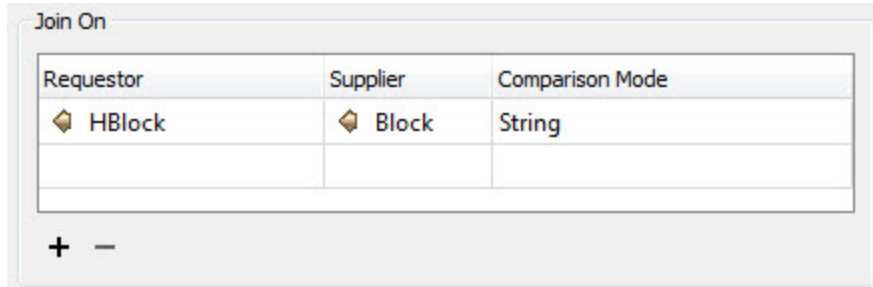 Join On
Requestor Supplier Comparison Mode
HBlock Block String
+ −